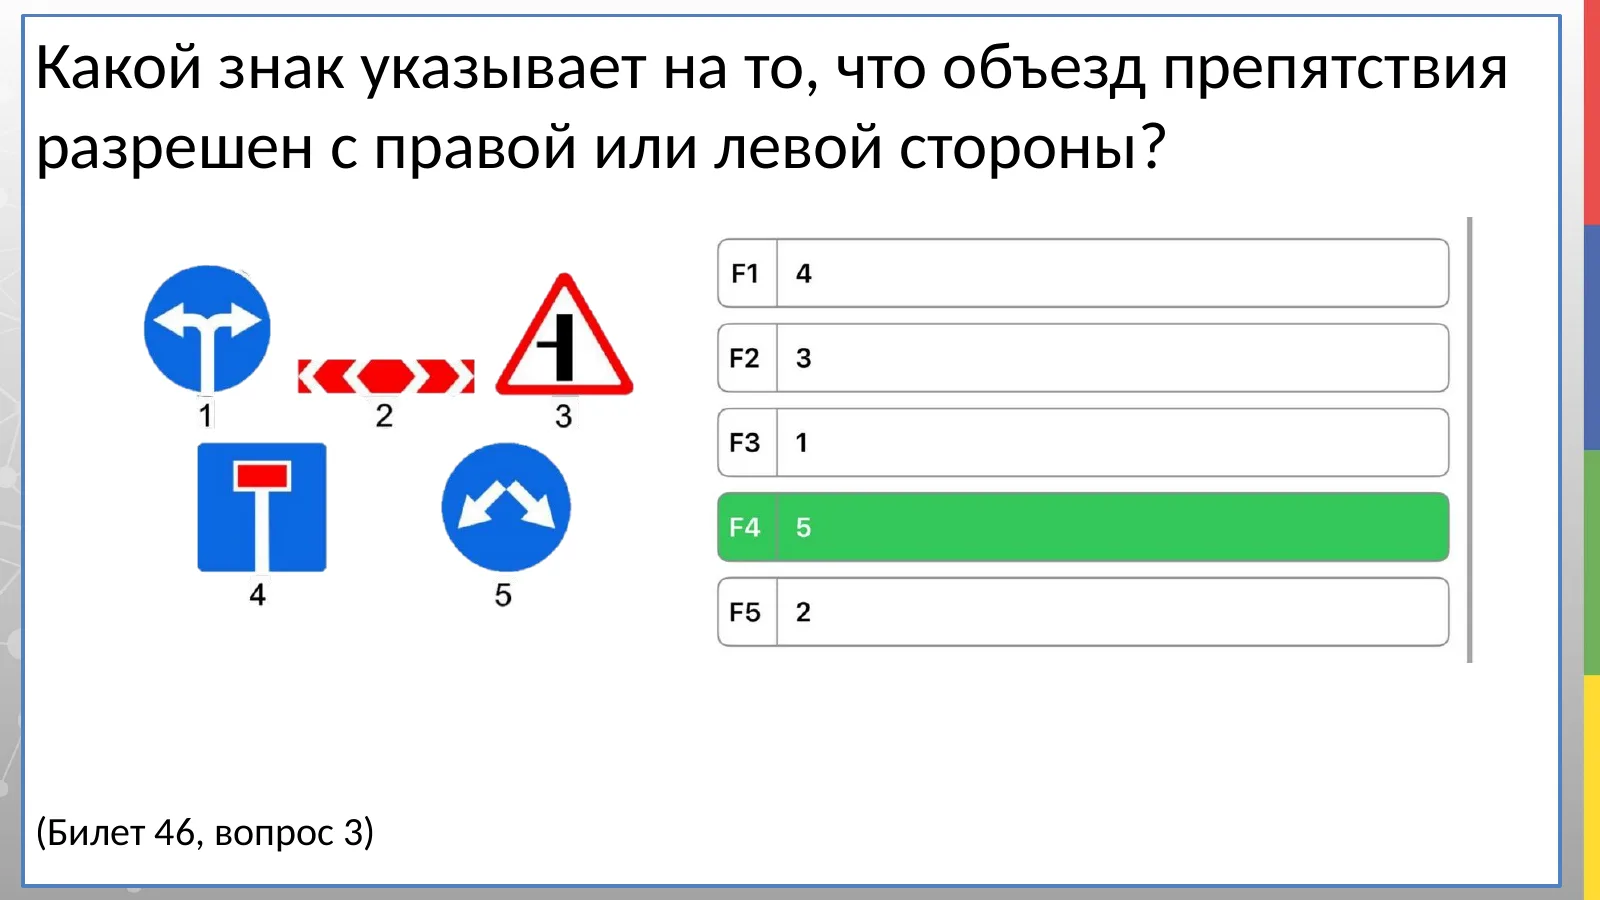 Какой знак указывает на то, что объезд препятствия
разрешен с правой или левой стороны?
1
2
3
4
5
F1 4
F2 3
F3 1
F4 5
F5 2
(Билет 46, вопрос 3)